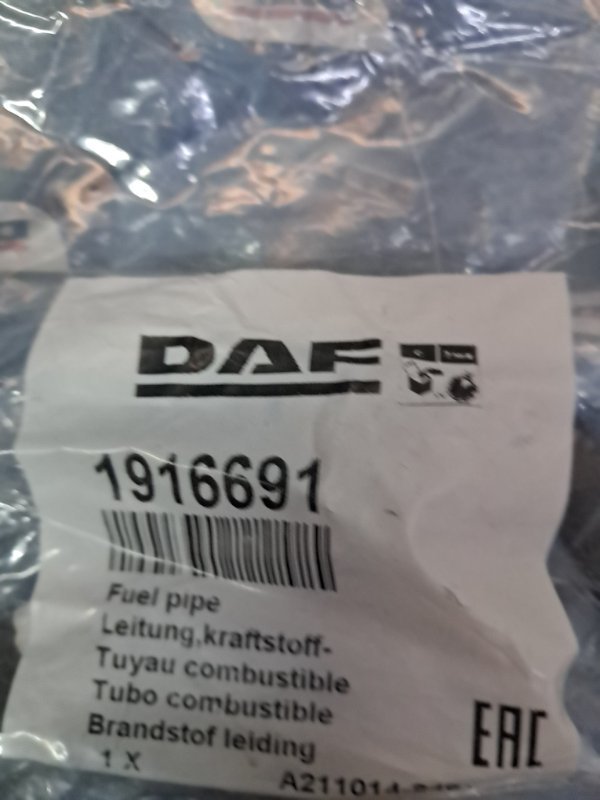 DAF
1916691
Fuel pipe
Leitung,kraftstoff-
Tuyau combustible
Tubo combustible
Brandstof leiding
1 X
EAC